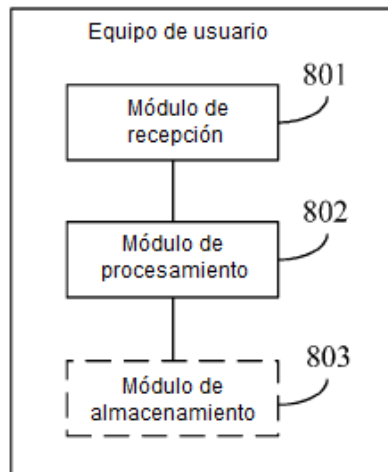 Equipo de usuario
801
Módulo de
recepción
802
Módulo de
procesamiento
803
Módulo de
almacenamiento